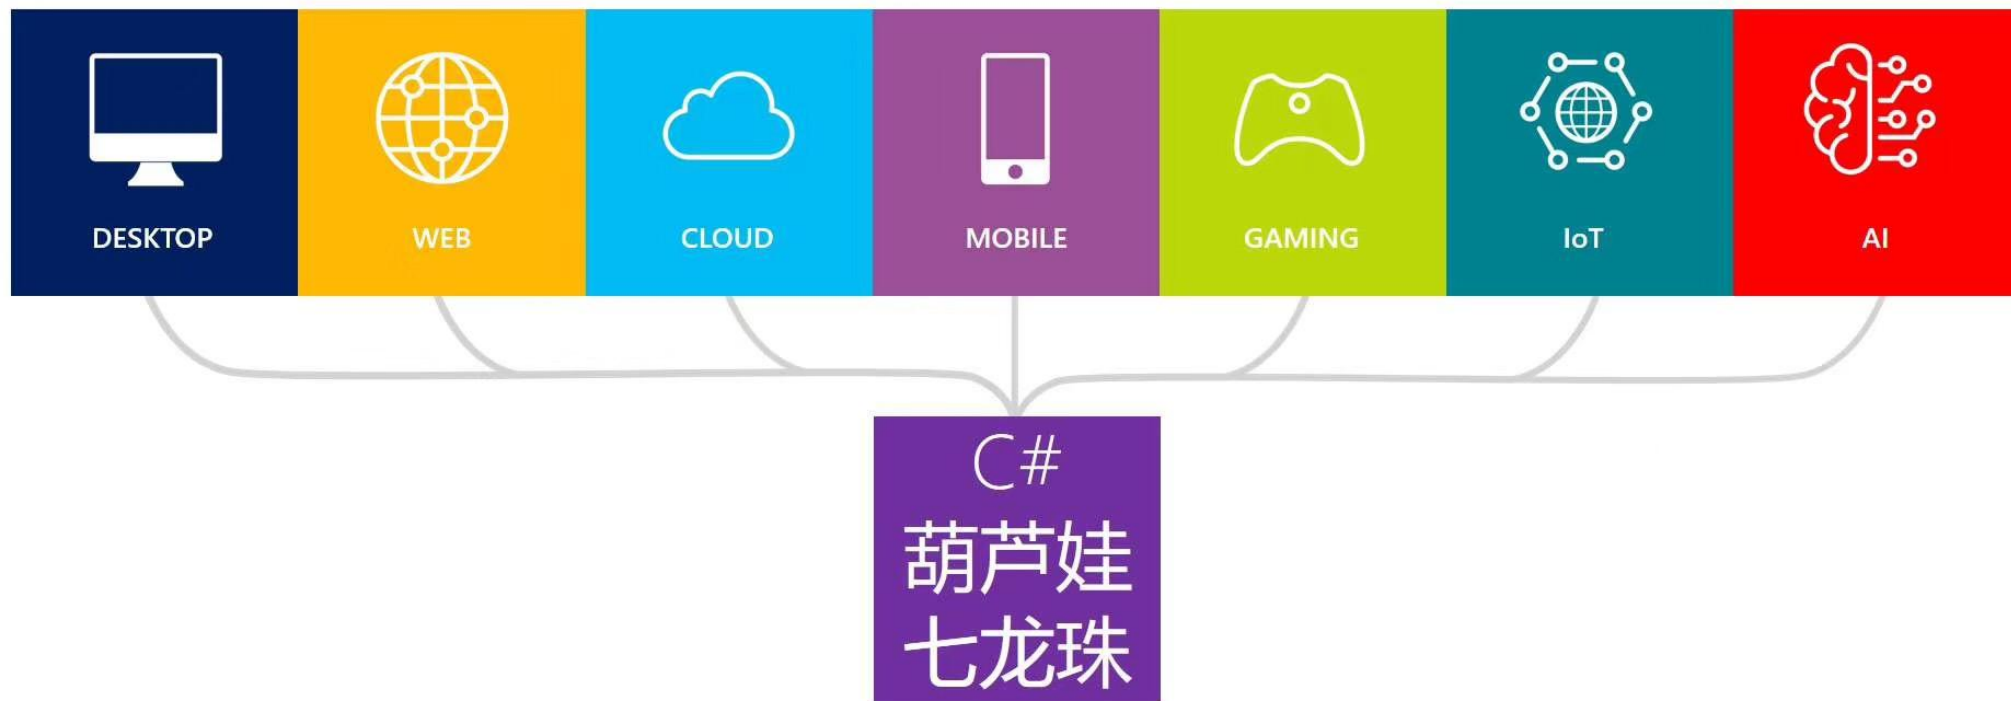 DESKTOP
WEB
CLOUD
MOBILE
GAMING
IoT
AI
C#
葫芦娃
七龙珠